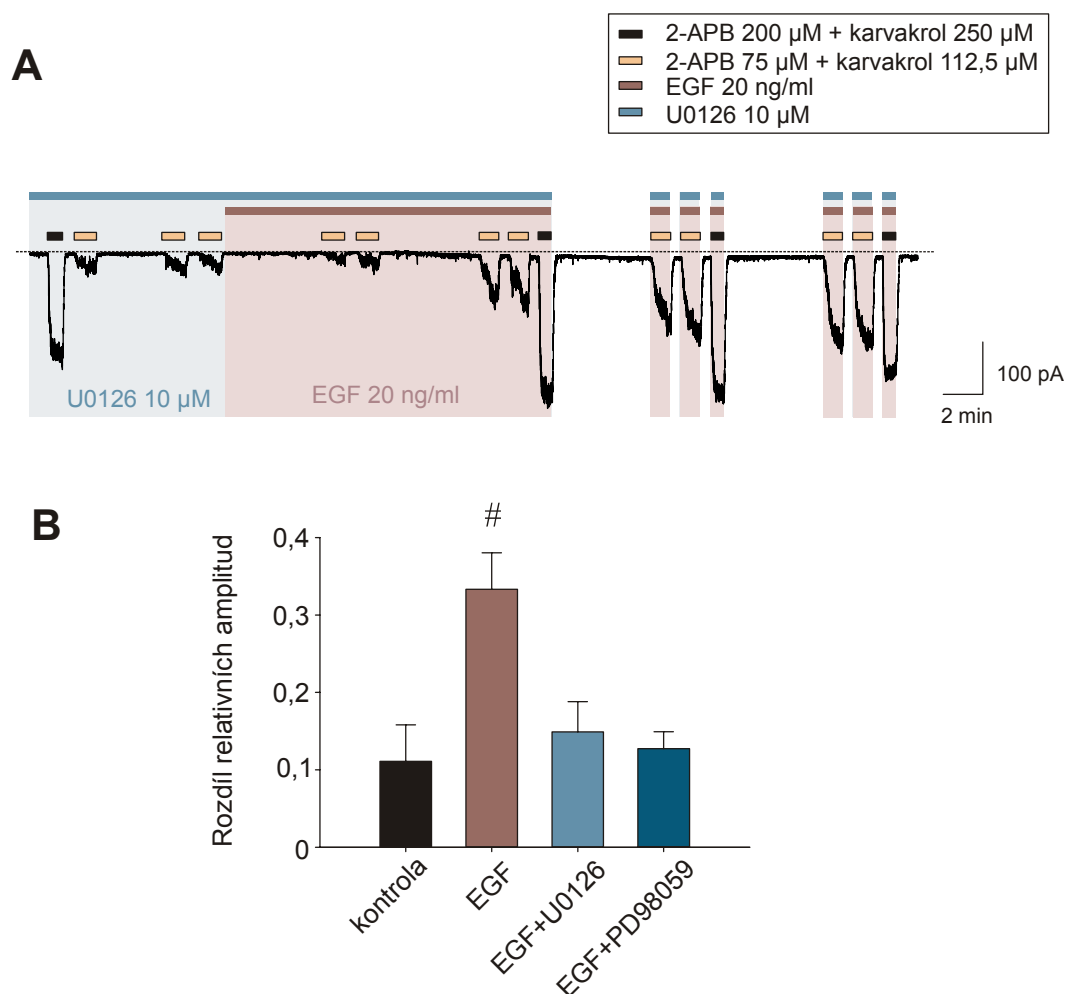 A
2-APB 200 µM + karvakrol 250 µM
2-APB 75 µM + karvakrol 112,5 µM
EGF 20 ng/ml
U0126 10 µM
U0126 10 µM
EGF 20 ng/ml
100 pA
2 min
B
#
Rozdíl relativních amplitud
0,4
0,3
0,2
0,1
0
kontrola
EGF
EGF+U0126
EGF+PD98059